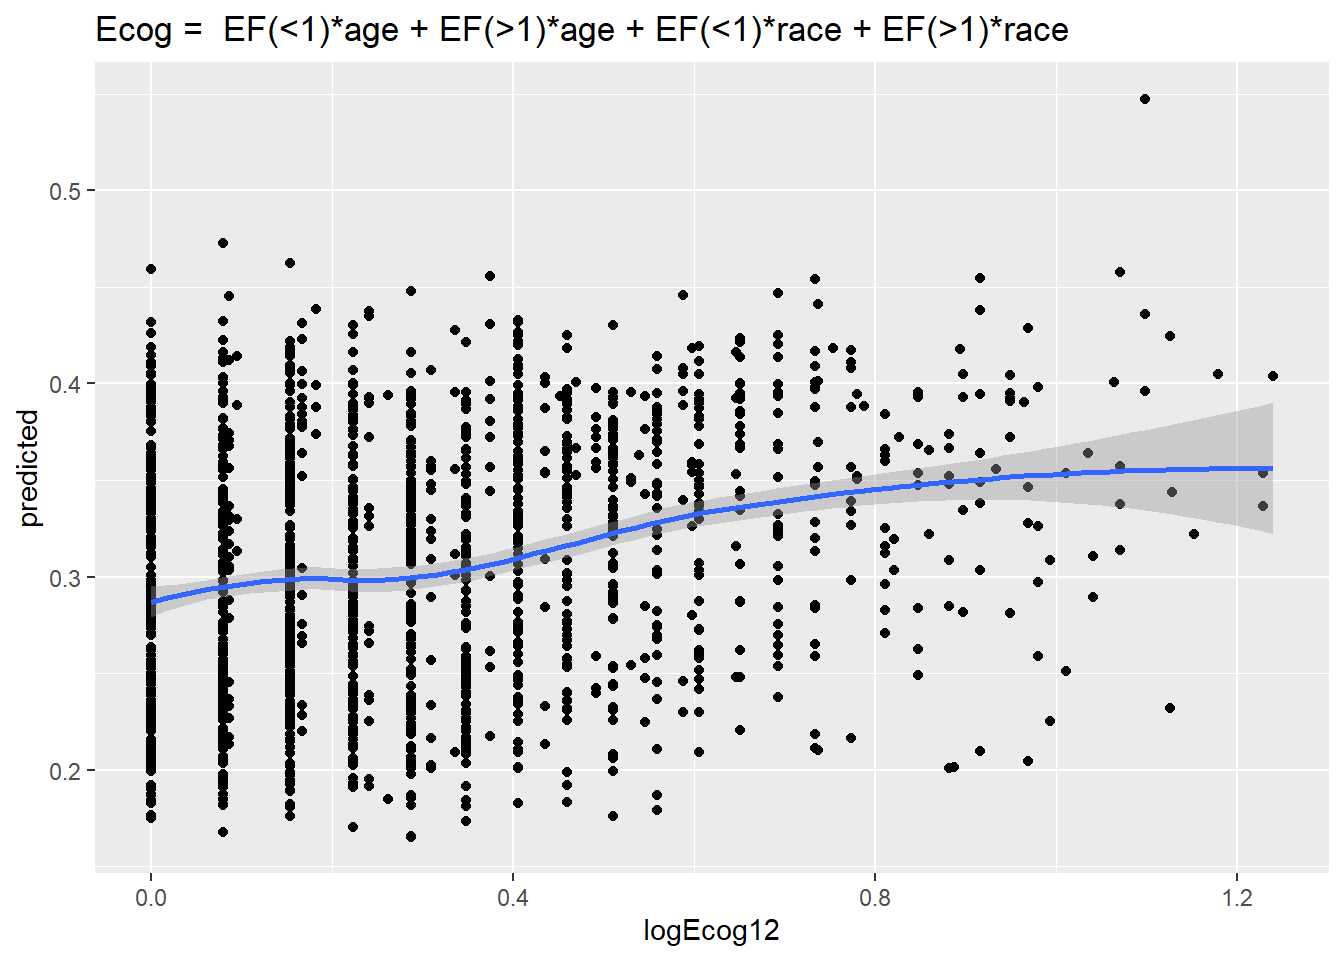 Ecog =  EF(<1)*age + EF(>1)*age + EF(<1)*race + EF(>1)*race
predicted
0.5
0.4
0.3
0.2
0.0 0.4 0.8 1.2
logEcog12